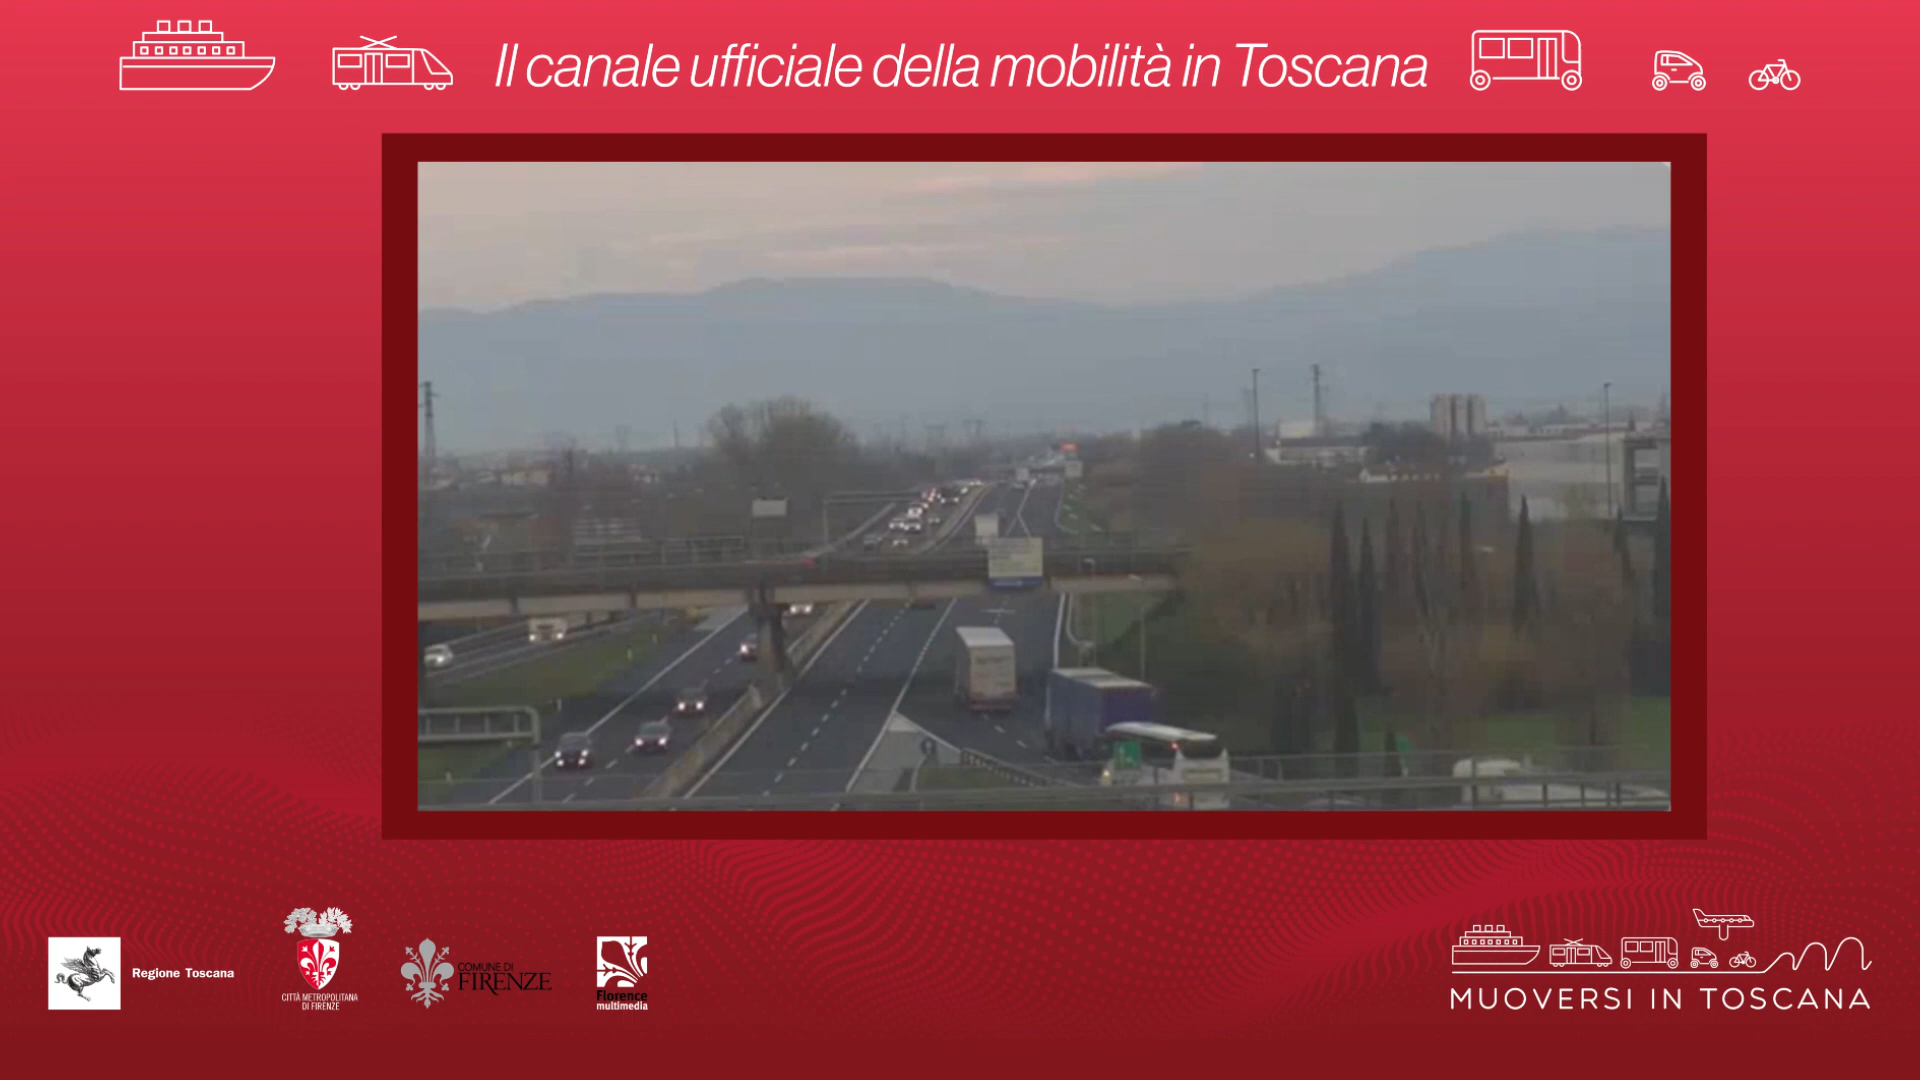 Il canale ufficiale della mobilità in Toscana
Regione Toscana
CITTÀ METROPOLITANA
DI FIRENZE
COMUNE DI
FIRENZE
Florence
multimedia
MUOVERSI IN TOSCANA